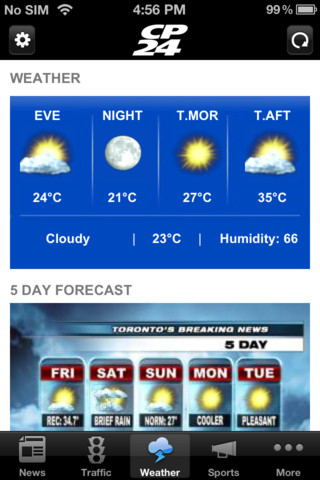 No SIM 4:56 PM 99%
CP
24
WEATHER
EVE NIGHT T.MOR T.AFT
24°C 21°C 27°C 35°C
Cloudy | 23°C | Humidity: 66
5 DAY FORECAST
TORONTO'S BREAKING NEWS
5 DAY
FRI SAT SUN MON TUE
REC: 34.7° BRIEF RAIN NORM: 27° COOLER PLEASANT
News Traffic Weather Sports More